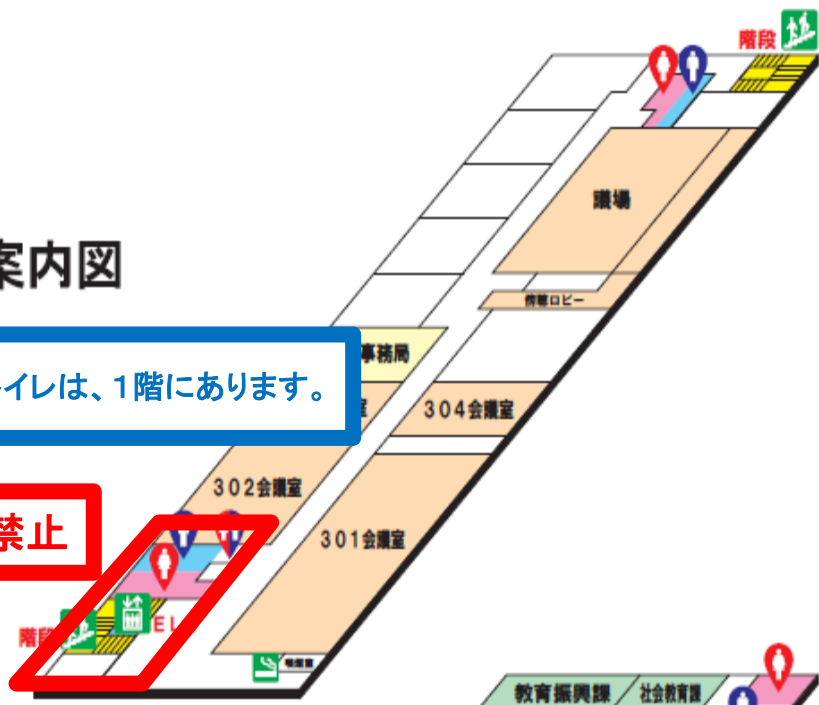 階段
議場
案内図
傍聴ロビー
事務局
イレは、1階にあります。
室
304会議室
302会議室
禁止
301会議室
階段
EL
喫煙室
教育振興課
社会教育課